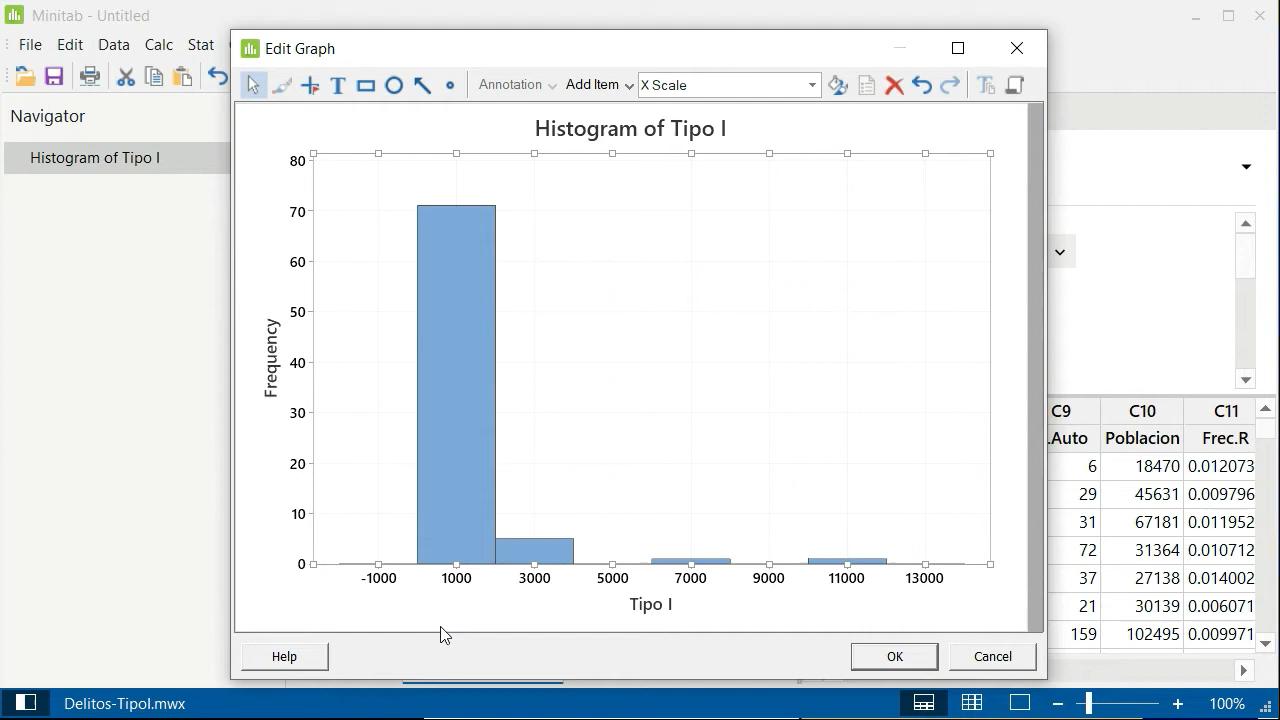 Minitab - Untitled
File Edit Data Calc Stat
Navigator
Histogram of Tipo I
Edit Graph
Annotation Add Item X Scale
Histogram of Tipo I
80
70
60
50
40
30
20
10
0
Frequency
-1000 1000 3000 5000 7000 9000 11000 13000
Tipo I
Help OK Cancel
C9 C10 C11
.Auto Poblacion Frec.R
6 18470 0.012073
29 45631 0.009796
31 67181 0.011952
72 31364 0.010712
37 27138 0.014002
21 30139 0.006071
159 102495 0.009971
Delitos-TipoI.mwx 100%